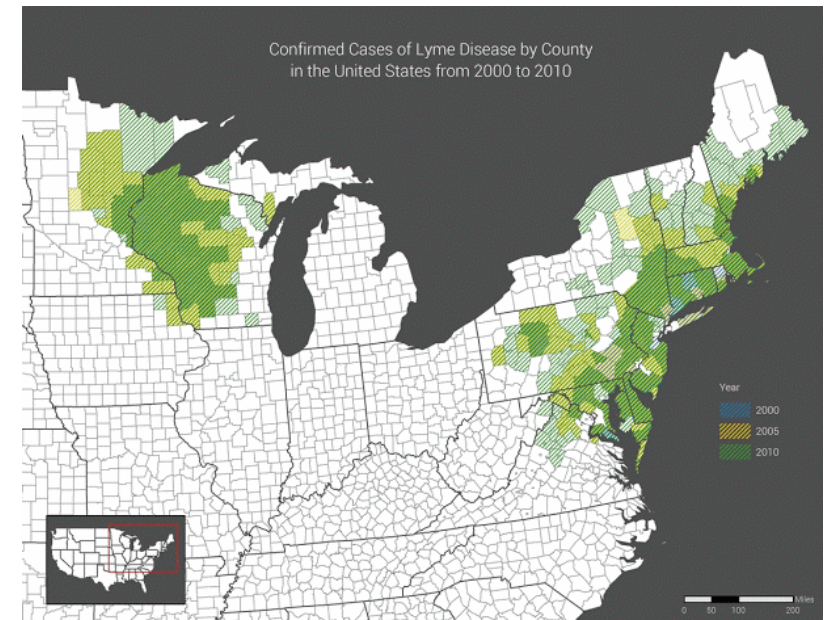 Confirmed Cases of Lyme Disease by County
in the United States from 2000 to 2010
Year
2000
2005
2010
Miles
0 50 100 200